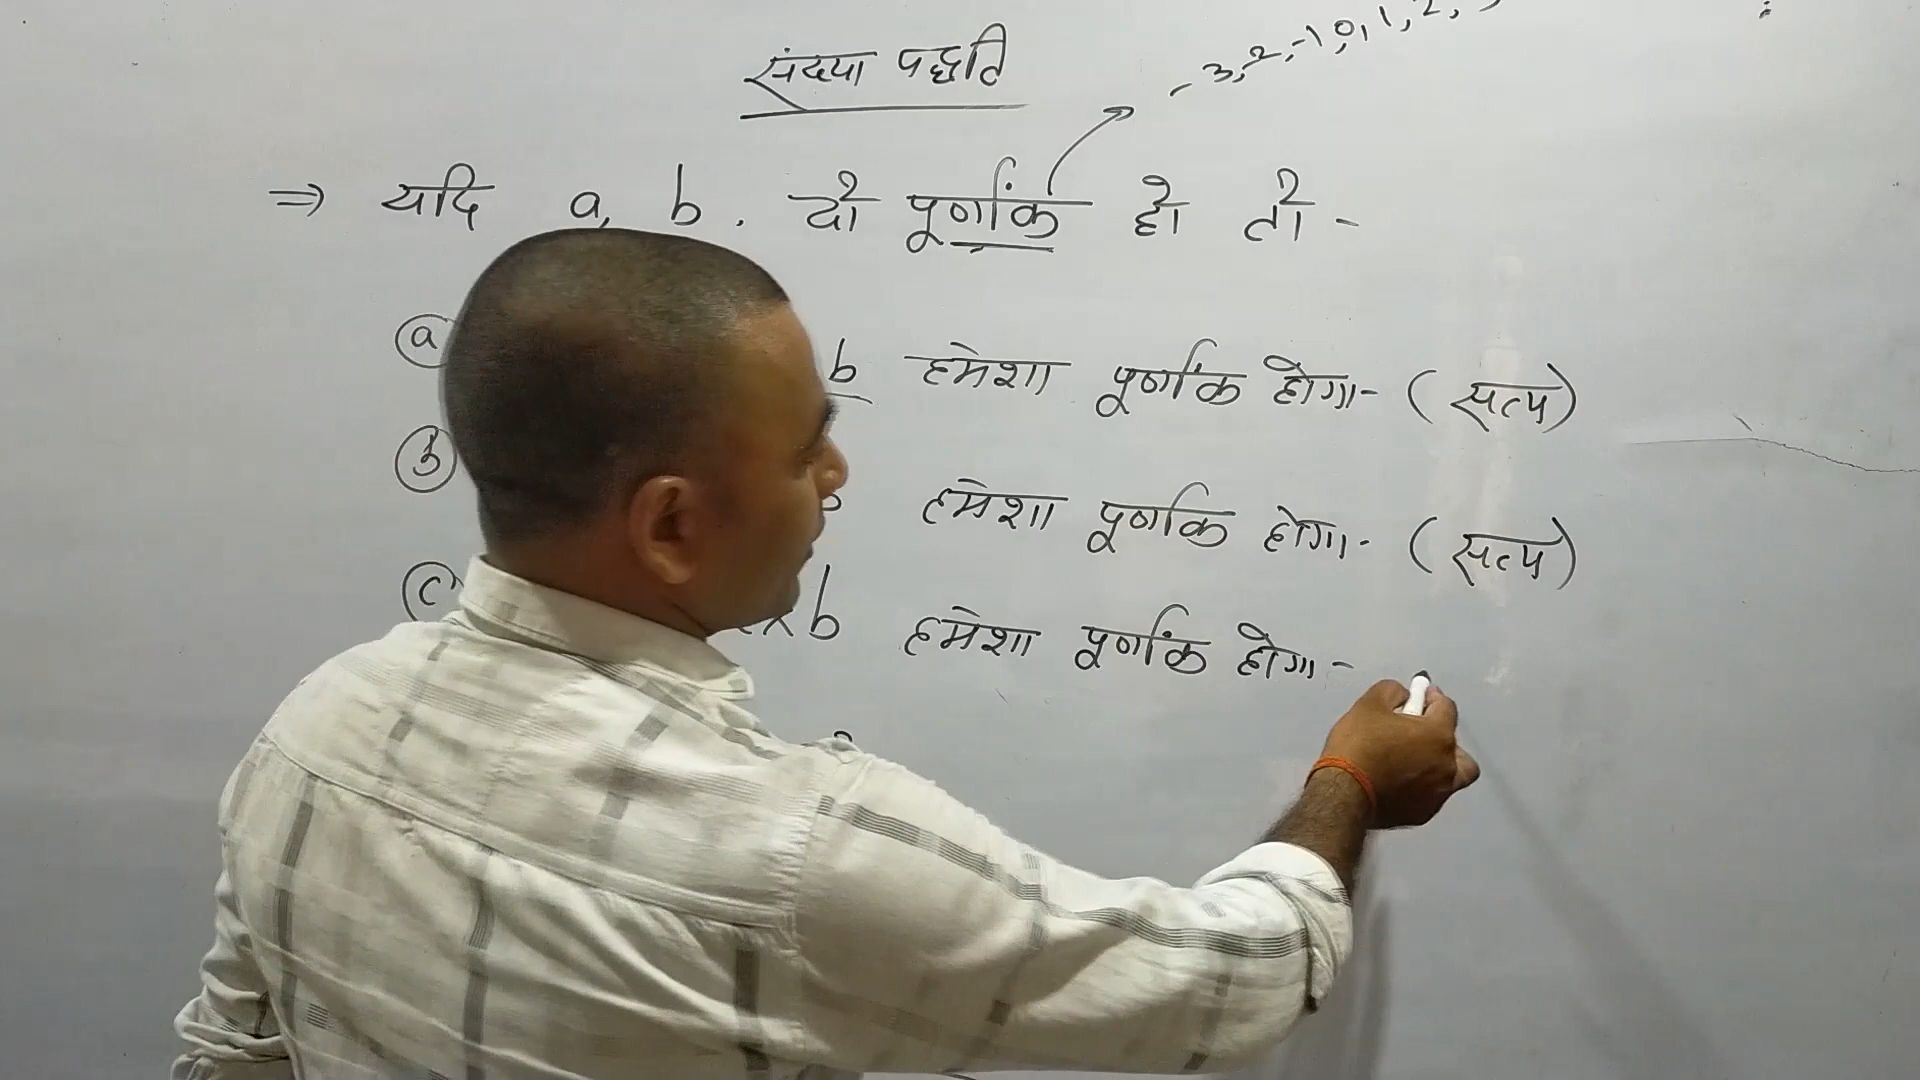 संख्या पद्धति
- 3, -2, -1, 0, 1, 2,
⇒ यदि a, b. दो पूर्णांक हो तो -
(a) b हमेशा पूर्णांक होगा- (सत्य)
(b) हमेशा पूर्णांक होगा- (सत्य)
(c) x b हमेशा पूर्णांक होगा-